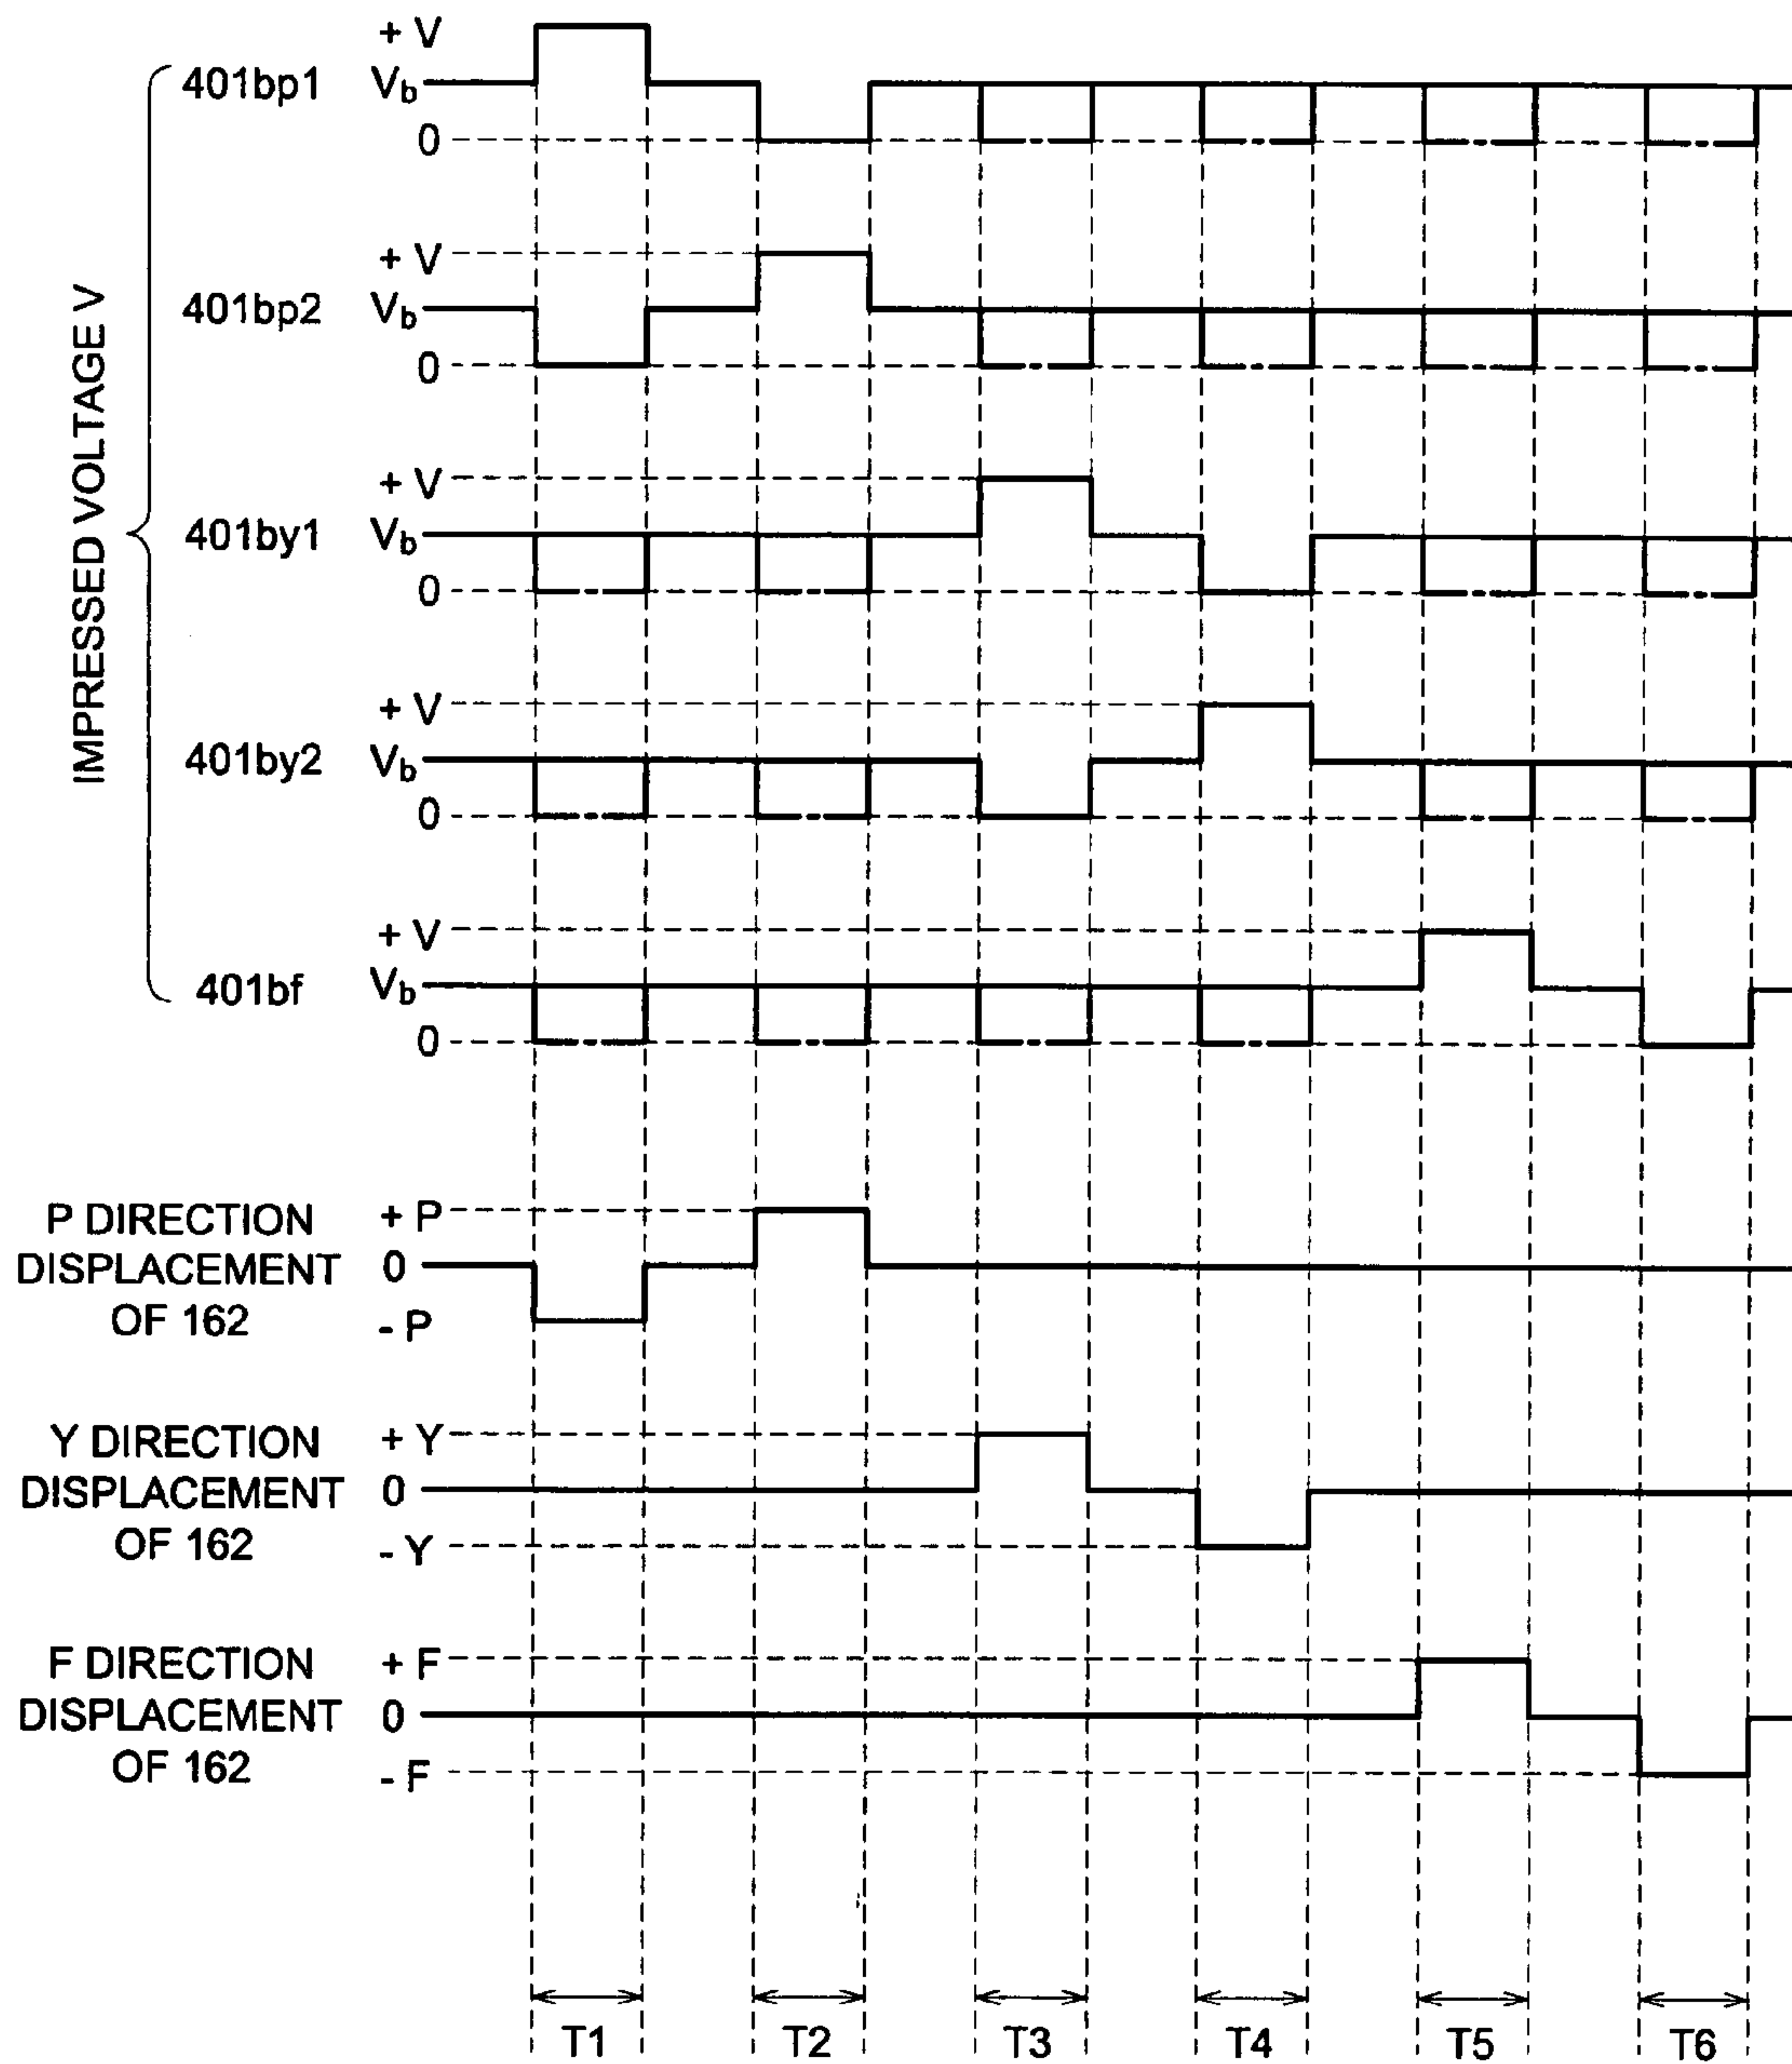 + V
401bp1
Vb
0
+ V
401bp2
Vb
0
IMPRESSED VOLTAGE V
+ V
401by1
Vb
0
+ V
401by2
Vb
0
+ V
401bf
Vb
0
P DIRECTION
DISPLACEMENT
OF 162
+ P
0
- P
Y DIRECTION
DISPLACEMENT
OF 162
+ Y
0
- Y
F DIRECTION
DISPLACEMENT
OF 162
+ F
0
- F
T1 T2 T3 T4 T5 T6